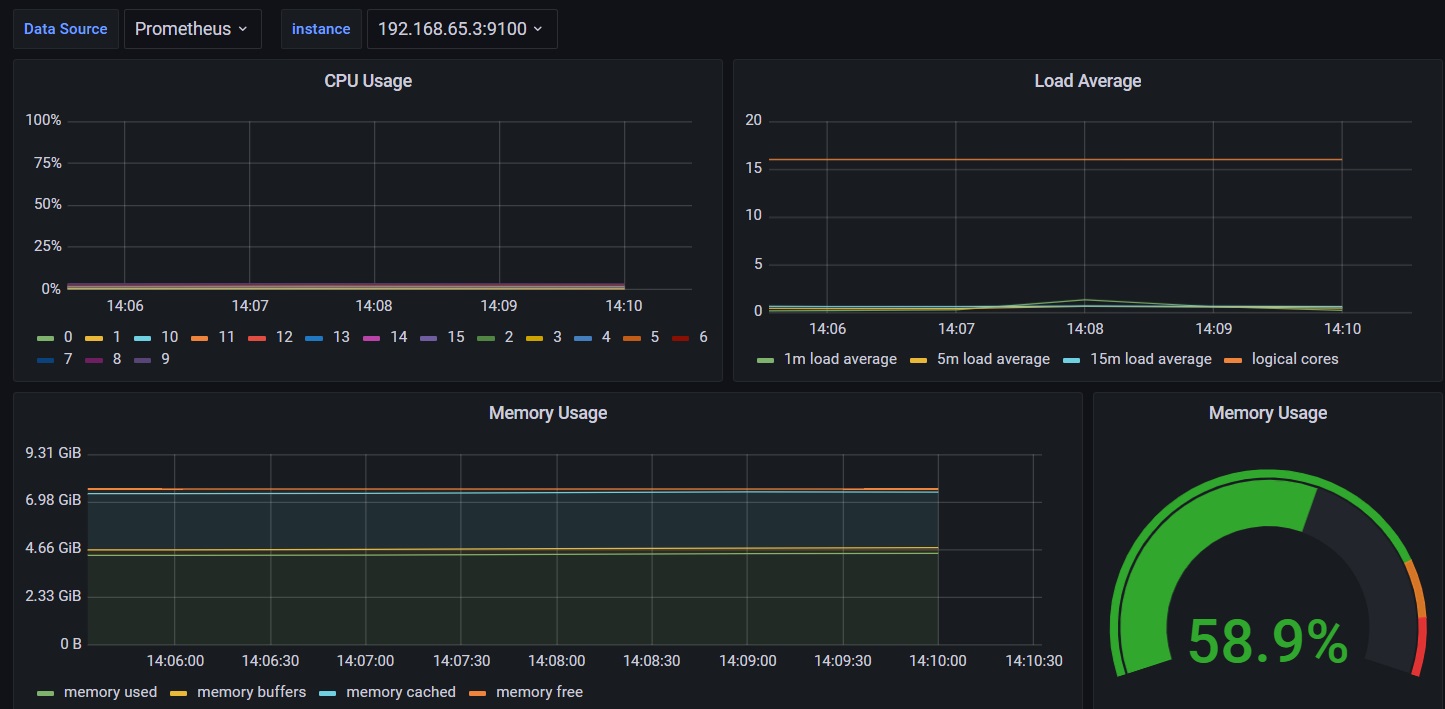 Data Source Prometheus instance 192.168.65.3:9100
CPU Usage
100%
75%
50%
25%
0%
14:06 14:07 14:08 14:09 14:10
0 1 10 11 12 13 14 15 2 3 4 5 6
7 8 9
Load Average
20
15
10
5
0
14:06 14:07 14:08 14:09 14:10
1m load average 5m load average 15m load average logical cores
Memory Usage
9.31 GiB
6.98 GiB
4.66 GiB
2.33 GiB
0 B
14:06:00 14:06:30 14:07:00 14:07:30 14:08:00 14:08:30 14:09:00 14:09:30 14:10:00 14:10:30
memory used memory buffers memory cached memory free
Memory Usage
58.9%